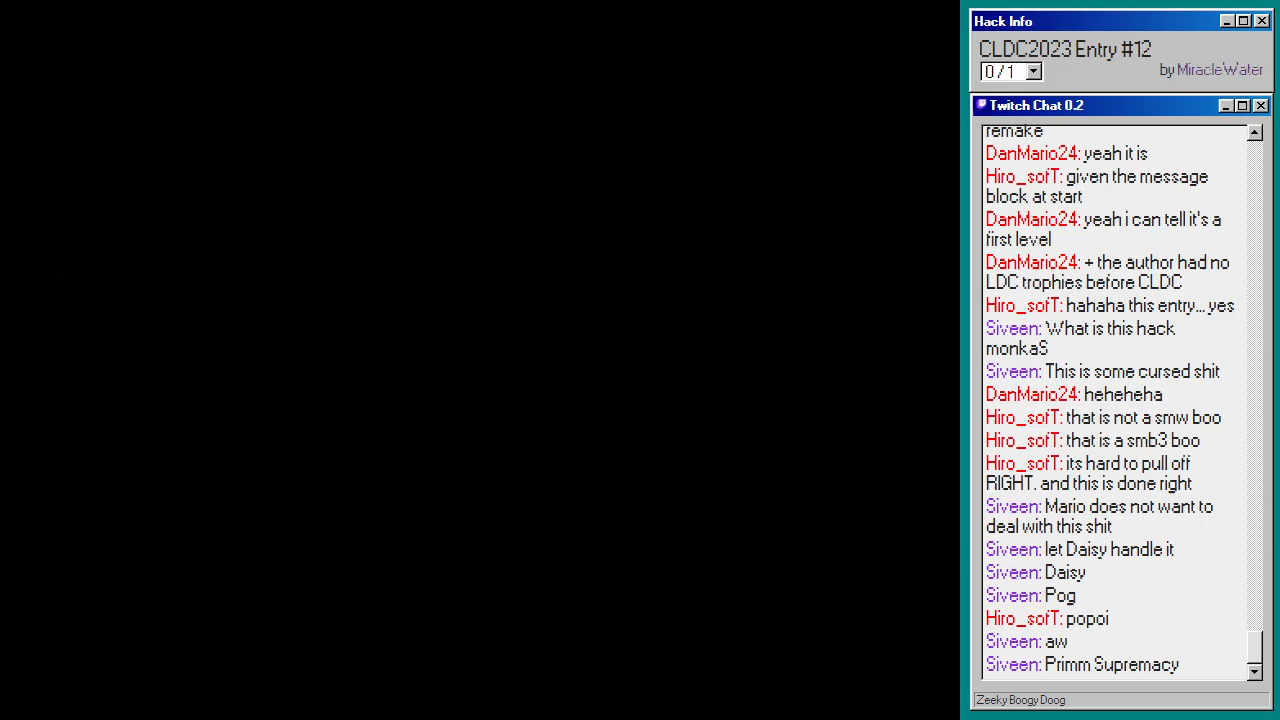 Hack Info
CLDC2023 Entry #12
0/1
by MiracleWater
Twitch Chat 0.2
remake
DanMario24: yeah it is
Hiro_sofT: given the message
block at start
DanMario24: yeah i can tell it's a
first level
DanMario24: + the author had no
LDC trophies before CLDC
Hiro_sofT: hahaha this entry... yes
Siveen: What is this hack
monkaS
Siveen: This is some cursed shit
DanMario24: heheheha
Hiro_sofT: that is not a smw boo
Hiro_sofT: that is a smb3 boo
Hiro_sofT: its hard to pull off
RIGHT. and this is done right
Siveen: Mario does not want to
deal with this shit
Siveen: let Daisy handle it
Siveen: Daisy
Siveen: Pog
Hiro_sofT: popoi
Siveen: aw
Siveen: Primm Supremacy
Zeeky Boogy Doog